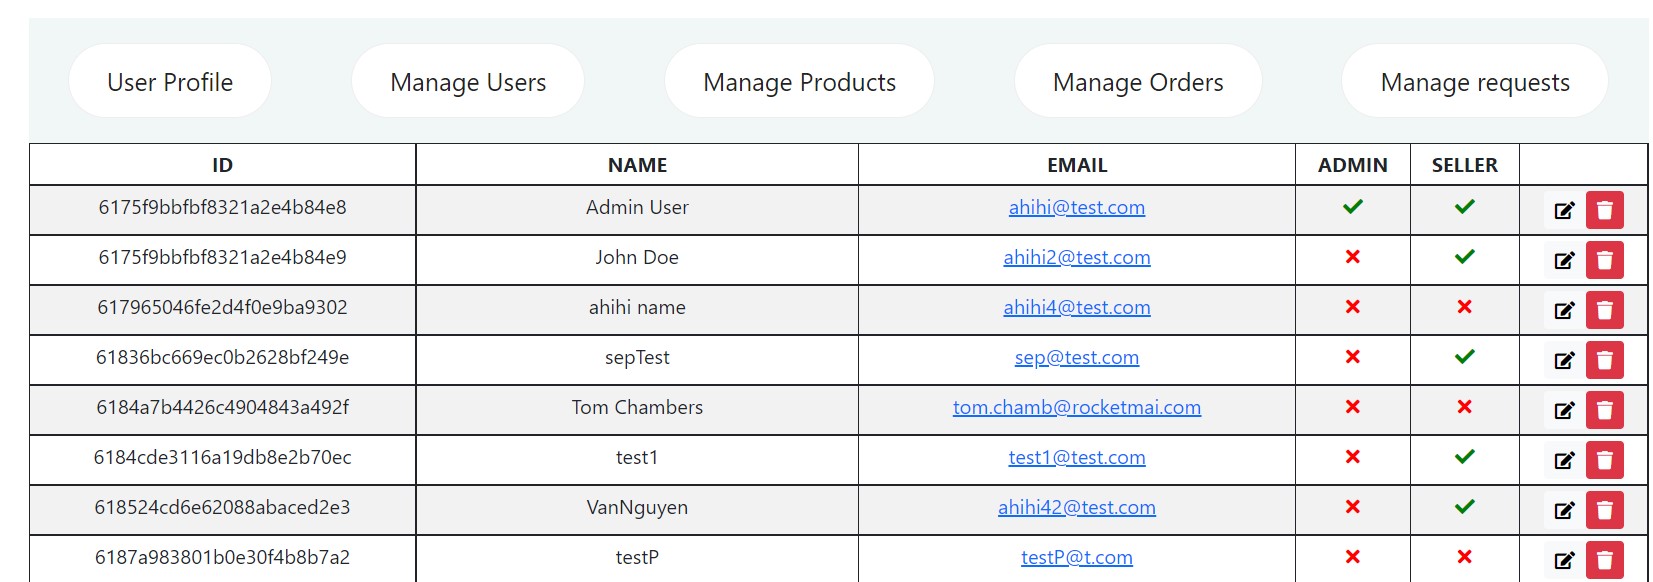 User Profile Manage Users Manage Products Manage Orders Manage requests
ID NAME EMAIL ADMIN SELLER
6175f9bbfbf8321a2e4b84e8 Admin User ahihi@test.com
6175f9bbfbf8321a2e4b84e9 John Doe ahihi2@test.com
617965046fe2d4f0e9ba9302 ahihi name ahihi4@test.com
61836bc669ec0b2628bf249e sepTest sep@test.com
6184a7b4426c4904843a492f Tom Chambers tom.chamb@rocketmai.com
6184cde3116a19db8e2b70ec test1 test1@test.com
618524cd6e62088abaced2e3 VanNguyen ahihi42@test.com
6187a983801b0e30f4b8b7a2 testP testP@t.com